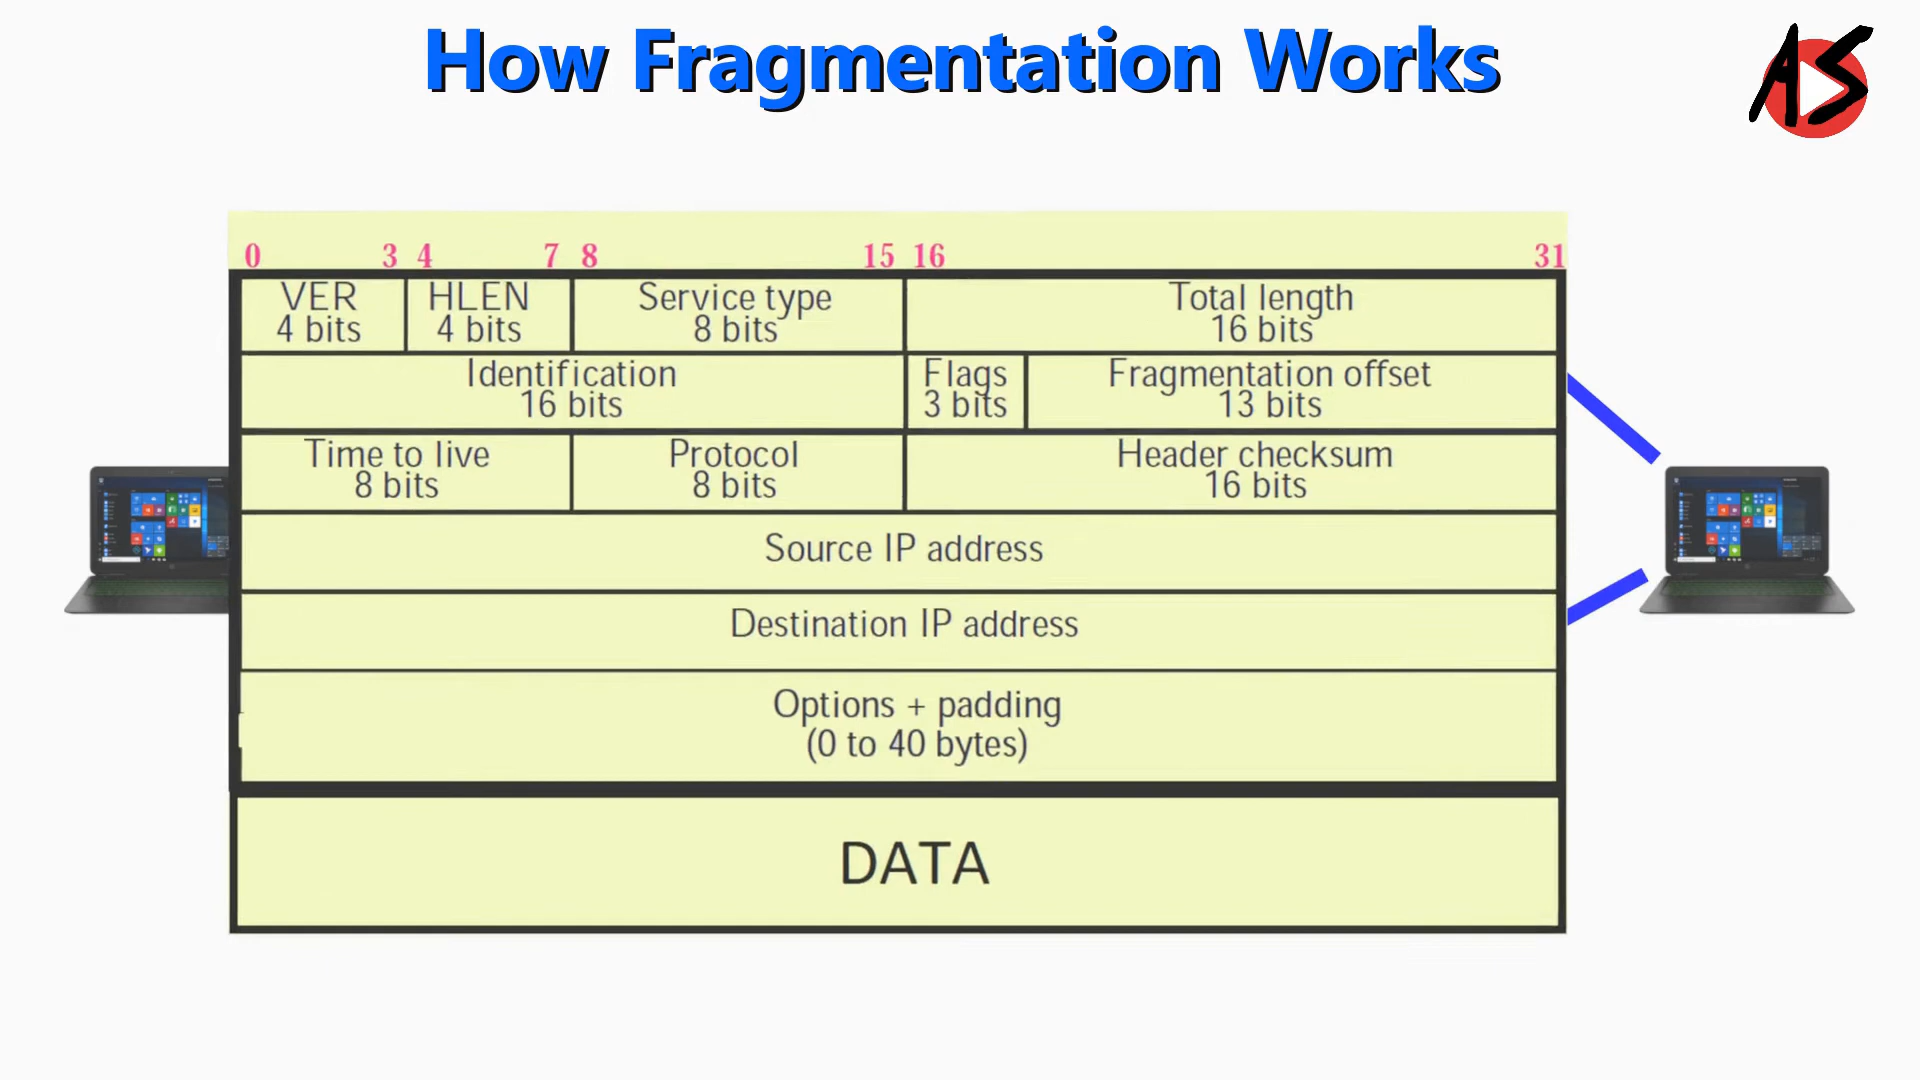 How Fragmentation Works
AS
0 3 4 7 8 15 16 31
VER HLEN Service type Total length
4 bits 4 bits 8 bits 16 bits
Identification Flags Fragmentation offset
16 bits 3 bits 13 bits
Time to live Protocol Header checksum
8 bits 8 bits 16 bits
Source IP address
Destination IP address
Options + padding
(0 to 40 bytes)
DATA